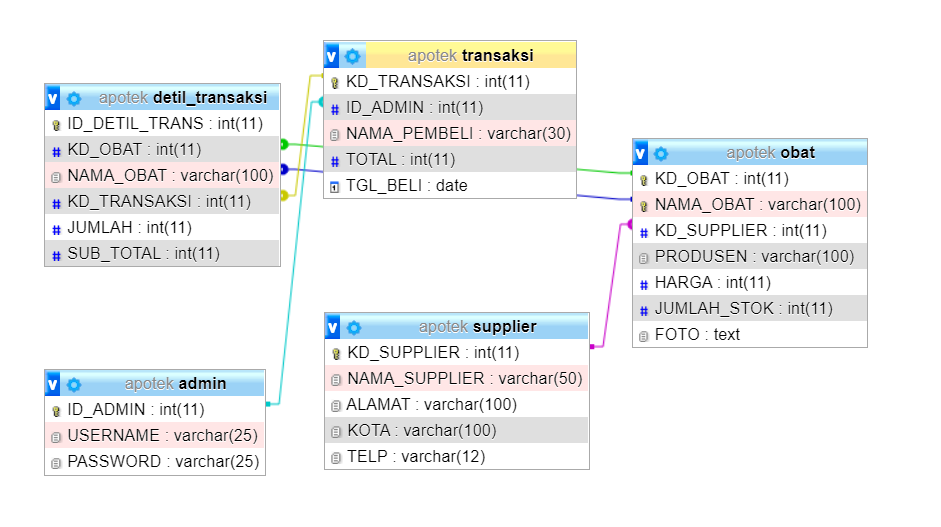 apotek transaksi
KD_TRANSAKSI : int(11)
ID_ADMIN : int(11)
NAMA_PEMBELI : varchar(30)
TOTAL : int(11)
TGL_BELI : date
apotek detil_transaksi
ID_DETIL_TRANS : int(11)
KD_OBAT : int(11)
NAMA_OBAT : varchar(100)
KD_TRANSAKSI : int(11)
JUMLAH : int(11)
SUB_TOTAL : int(11)
apotek obat
KD_OBAT : int(11)
NAMA_OBAT : varchar(100)
KD_SUPPLIER : int(11)
PRODUSEN : varchar(100)
HARGA : int(11)
JUMLAH_STOK : int(11)
FOTO : text
apotek supplier
KD_SUPPLIER : int(11)
NAMA_SUPPLIER : varchar(50)
ALAMAT : varchar(100)
KOTA : varchar(100)
TELP : varchar(12)
apotek admin
ID_ADMIN : int(11)
USERNAME : varchar(25)
PASSWORD : varchar(25)